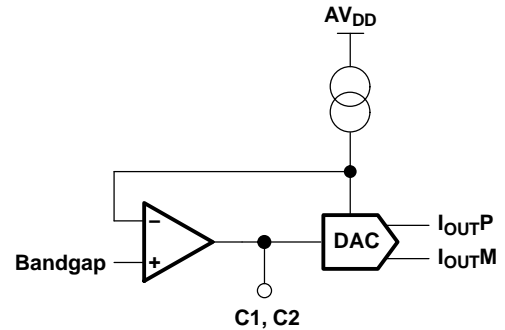 AVDD
−
+
Bandgap
DAC
IOUTP
IOUTM
C1, C2